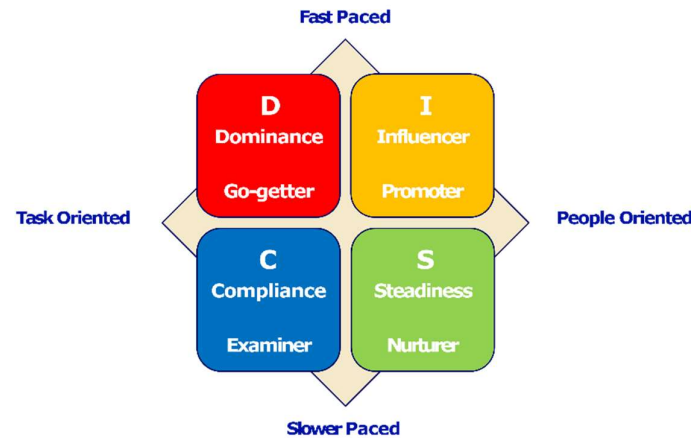 Fast Paced
D
Dominance
Go-getter
I
Influencer
Promoter
Task Oriented
People Oriented
C
Compliance
Examiner
S
Steadiness
Nurturer
Slower Paced